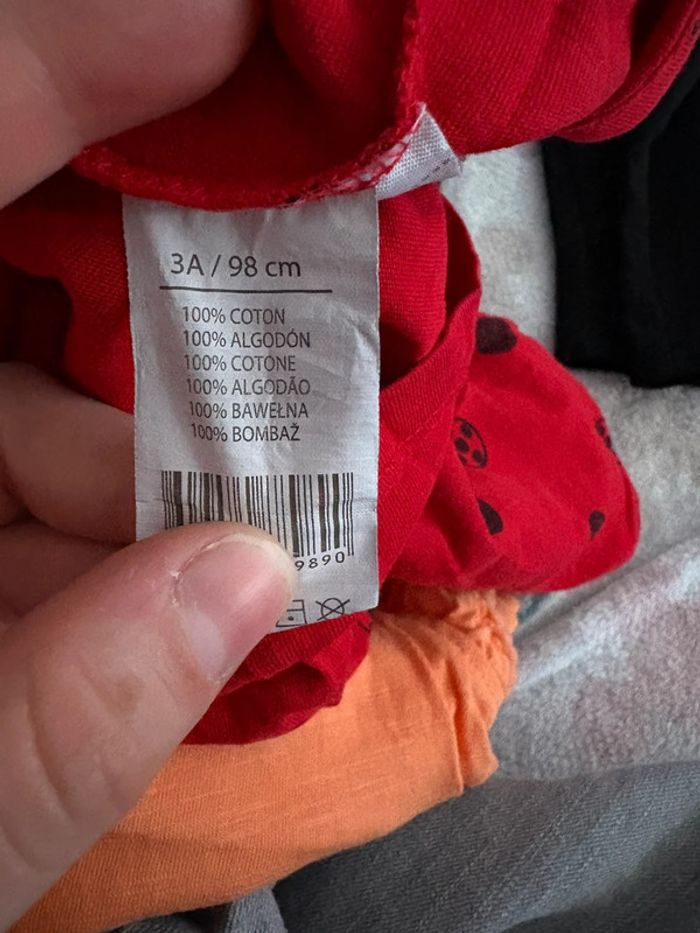 3A / 98 cm
100% COTON
100% ALGODÓN
100% COTONE
100% ALGODÃO
100% BAWEŁNA
100% BOMBAŽ
9890